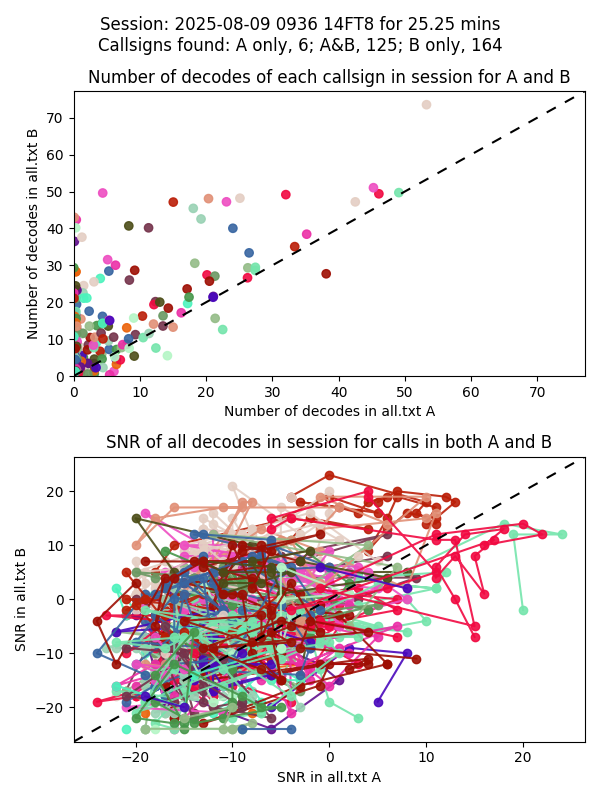 Session: 2025-08-09 0936 14FT8 for 25.25 mins
Callsigns found: A only, 6; A&B, 125; B only, 164
Number of decodes of each callsign in session for A and B
70
60
50
40
30
20
10
0
Number of decodes in all.txt B
0 10 20 30 40 50 60 70
Number of decodes in all.txt A
SNR of all decodes in session for calls in both A and B
20
10
0
−10
−20
SNR in all.txt B
−20 −10 0 10 20
SNR in all.txt A